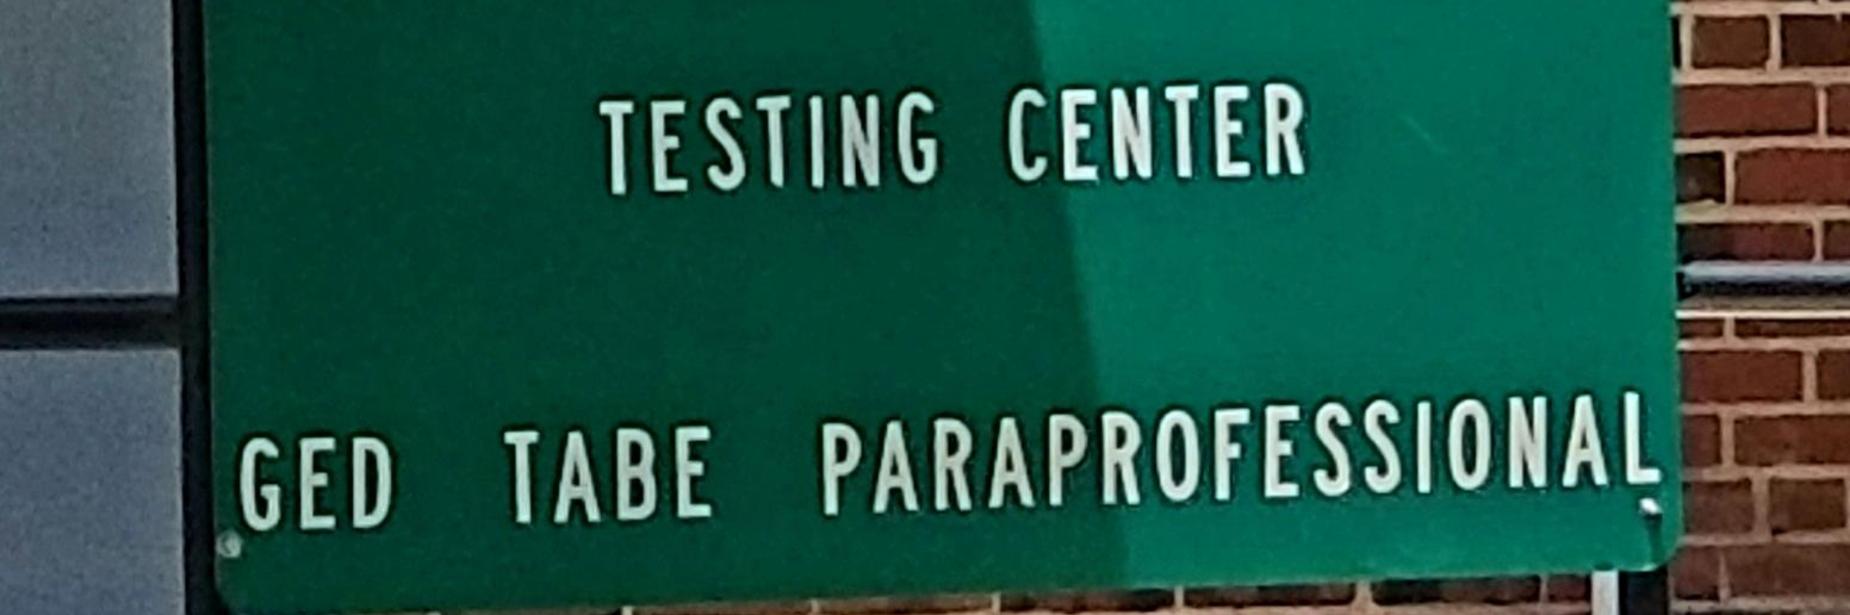 TESTING CENTER
GED TABE PARAPROFESSIONAL